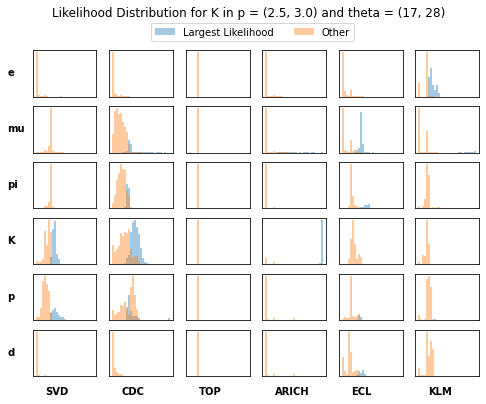 Likelihood Distribution for K in p = (2.5, 3.0) and theta = (17, 28)
Largest Likelihood Other
e
mu
pi
K
p
d
SVD CDC TOP ARICH ECL KLM